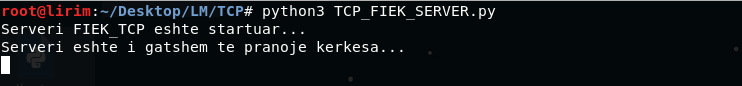 root@lirim:~/Desktop/LM/TCP# python3 TCP_FIEK_SERVER.py
Serveri FIEK_TCP eshte startuar...
Serveri eshte i gatshem te pranoje kerkesa...